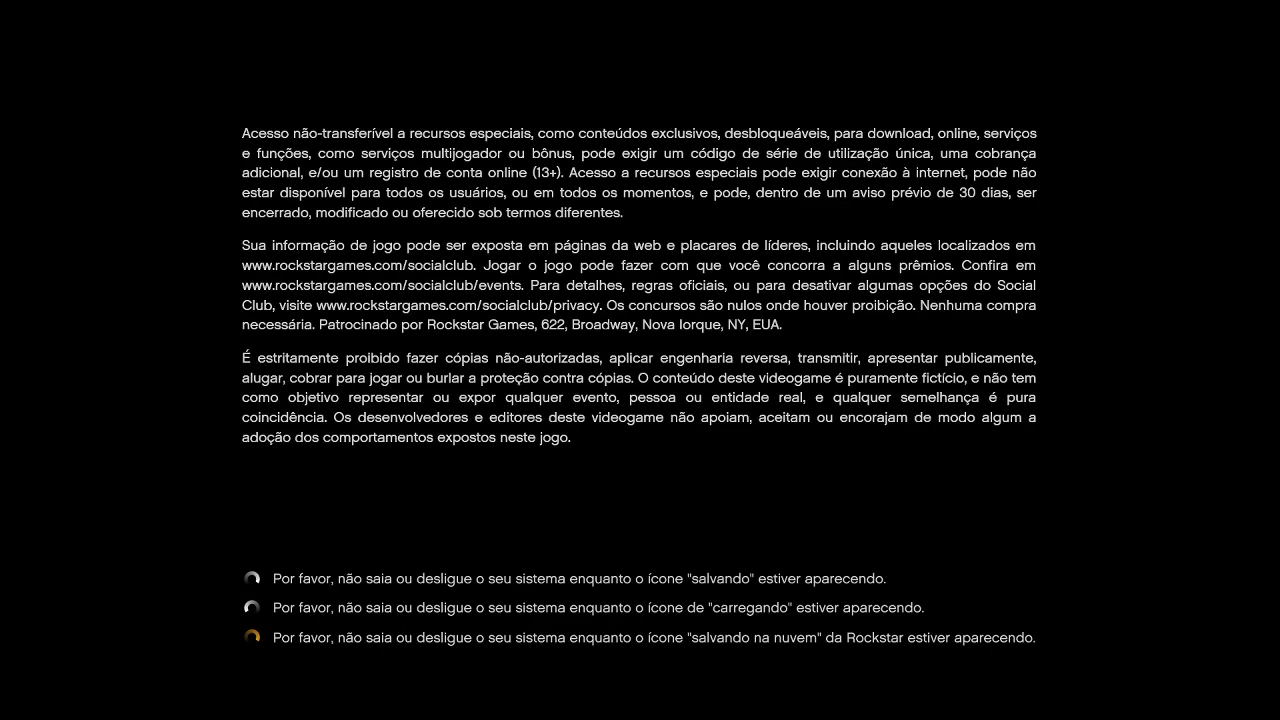 Acesso não-transferível a recursos especiais, como conteúdos exclusivos, desbloqueáveis, para download, online, serviços
e funções, como serviços multijogador ou bônus, pode exigir um código de série de utilização única, uma cobrança
adicional, e/ou um registro de conta online (13+). Acesso a recursos especiais pode exigir conexão à internet, pode não
estar disponível para todos os usuários, ou em todos os momentos, e pode, dentro de um aviso prévio de 30 dias, ser
encerrado, modificado ou oferecido sob termos diferentes.
Sua informação de jogo pode ser exposta em páginas da web e placares de líderes, incluindo aqueles localizados em
www.rockstargames.com/socialclub. Jogar o jogo pode fazer com que você concorra a alguns prêmios. Confira em
www.rockstargames.com/socialclub/events. Para detalhes, regras oficiais, ou para desativar algumas opções do Social
Club, visite www.rockstargames.com/socialclub/privacy. Os concursos são nulos onde houver proibição. Nenhuma compra
necessária. Patrocinado por Rockstar Games, 622, Broadway, Nova Iorque, NY, EUA.
É estritamente proibido fazer cópias não-autorizadas, aplicar engenharia reversa, transmitir, apresentar publicamente,
alugar, cobrar para jogar ou burlar a proteção contra cópias. O conteúdo deste videogame é puramente fictício, e não tem
como objetivo representar ou expor qualquer evento, pessoa ou entidade real, e qualquer semelhança é pura
coincidência. Os desenvolvedores e editores deste videogame não apoiam, aceitam ou encorajam de modo algum a
adoção dos comportamentos expostos neste jogo.
Por favor, não saia ou desligue o seu sistema enquanto o ícone "salvando" estiver aparecendo.
Por favor, não saia ou desligue o seu sistema enquanto o ícone de "carregando" estiver aparecendo.
Por favor, não saia ou desligue o seu sistema enquanto o ícone "salvando na nuvem" da Rockstar estiver aparecendo.